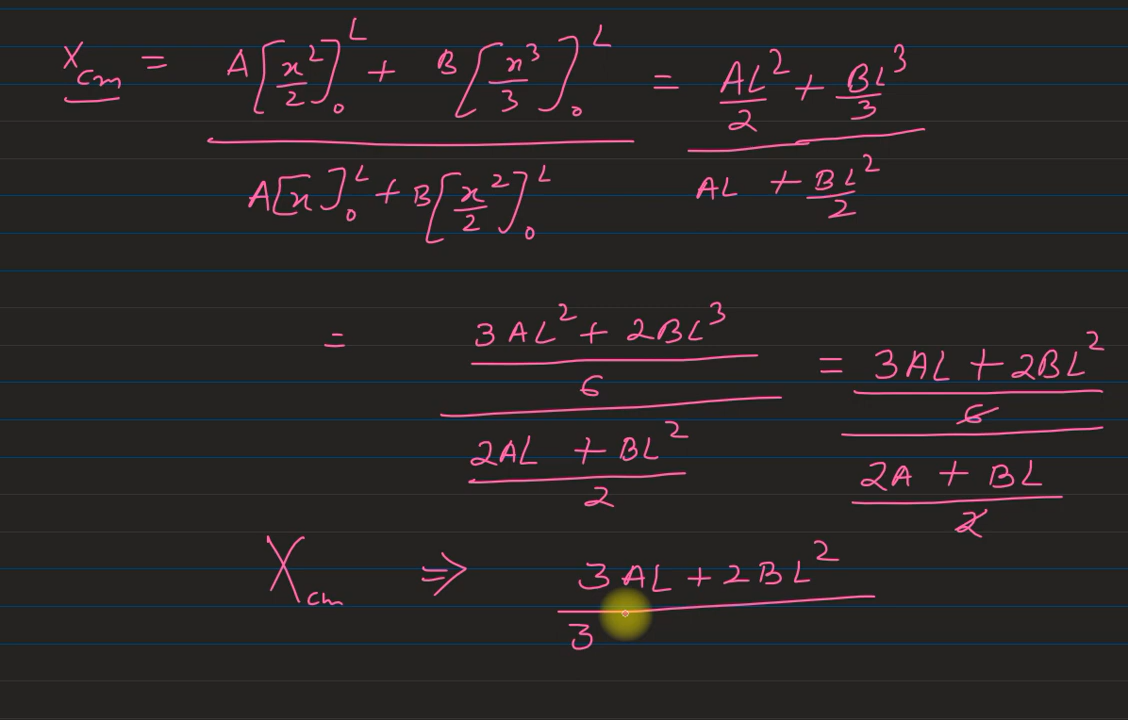 X_cm = (A[x²/2]₀ᴸ + B[x³/3]₀ᴸ) / (A[x]₀ᴸ + B[x²/2]₀ᴸ) = (AL²/2 + BL³/3) / (AL + BL²/2)
= ((3AL² + 2BL³)/6) / ((2AL + BL²)/2) = ((3AL + 2BL²)/6) / ((2A + BL)/2)
X_cm ⇒ (3AL + 2BL²) / 3